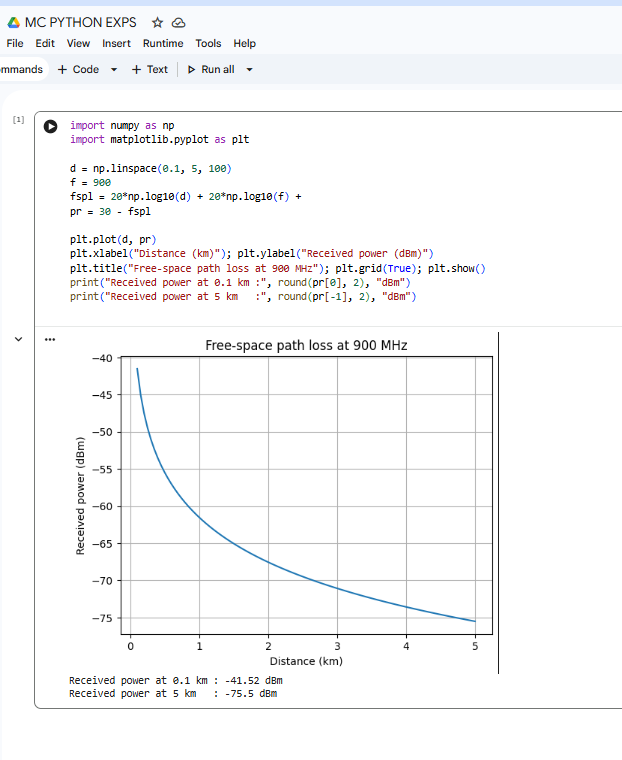 MC PYTHON EXPS
File Edit View Insert Runtime Tools Help
mmands + Code + Text Run all
[1]
import numpy as np
import matplotlib.pyplot as plt
d = np.linspace(0.1, 5, 100)
f = 900
fspl = 20*np.log10(d) + 20*np.log10(f) +
pr = 30 - fspl
plt.plot(d, pr)
plt.xlabel("Distance (km)"); plt.ylabel("Received power (dBm)")
plt.title("Free-space path loss at 900 MHz"); plt.grid(True); plt.show()
print("Received power at 0.1 km :", round(pr[0], 2), "dBm")
print("Received power at 5 km   :", round(pr[-1], 2), "dBm")
Free-space path loss at 900 MHz
Received power (dBm)
−40
−45
−50
−55
−60
−65
−70
−75
0 1 2 3 4 5
Distance (km)
Received power at 0.1 km : -41.52 dBm
Received power at 5 km   : -75.5 dBm